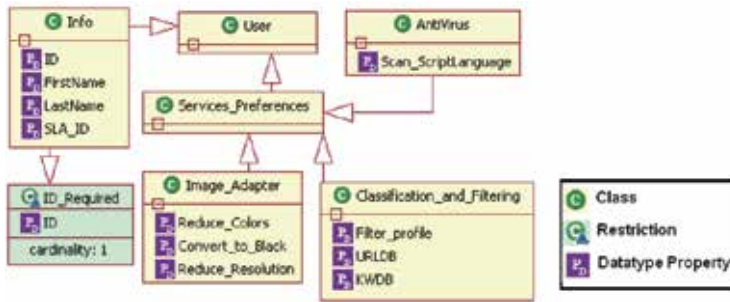 Info
ID
FirstName
LastName
SLA_ID
User
AntiVirus
Scan_ScriptLanguage
Services_Preferences
ID_Required
ID
cardinality: 1
Image_Adapter
Reduce_Colors
Convert_to_Black
Reduce_Resolution
Classification_and_Filtering
Filter_profile
URLDB
KWDB
C Class
Restriction
P D Datatype Property